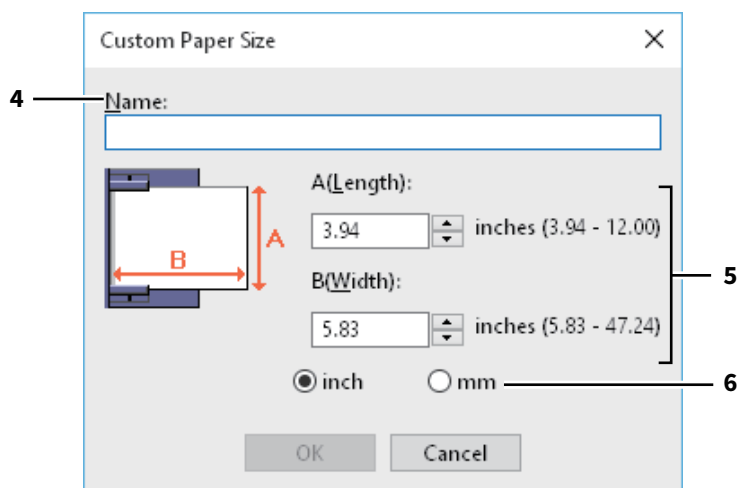 Custom Paper Size
4
Name:
A(Length):
3.94 inches (3.94 - 12.00)
A
B
B(Width):
5
5.83 inches (5.83 - 47.24)
inch mm
6
OK Cancel